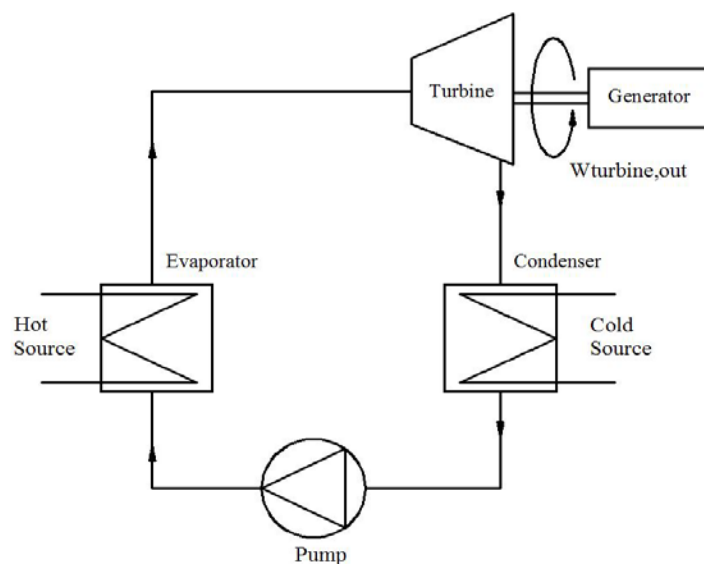 Turbine
Generator
Wturbine,out
Evaporator
Condenser
Hot
Source
Cold
Source
Pump